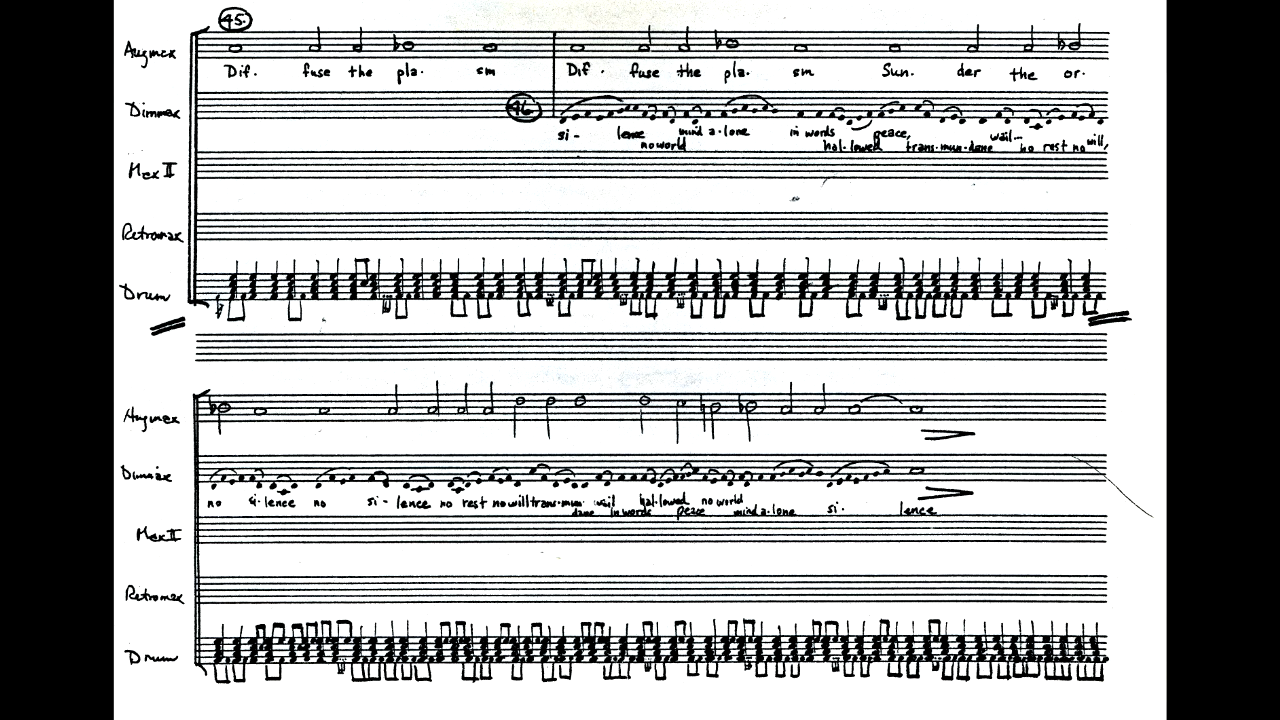 45.
Augmex
Dif. fuse the pla. sm Dif. fuse the pla. sm Sun. der the or.
Dimmex
46.
si- lence mind a-lone in words peace, wail...
no world hal-lowed trans-mun-dane no rest no will,
Mex II
Retromex
Drum
Augmex
Dimmex
no si-lence no si-lence no rest no will trans-mun- wail hal-lowed no world
dane in words peace mind a-lone si- lence
Mex II
Retromex
Drum